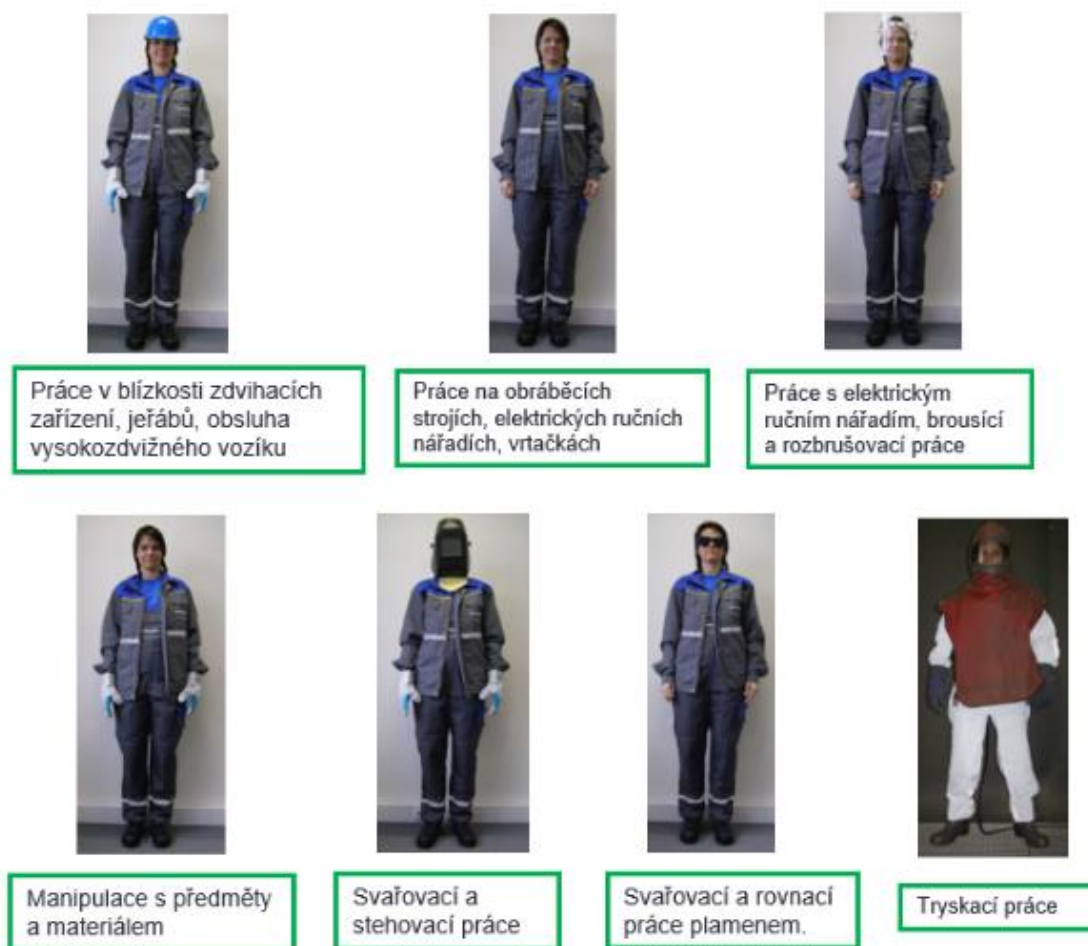 Práce v blízkosti zdvihacích
zařízení, jeřábů, obsluha
vysokozdvižného vozíku
Práce na obráběcích
strojích, elektrických ručních
nářadích, vrtačkách
Práce s elektrickým
ručním nářadím, brousící
a rozbrušovací práce
Manipulace s předměty
a materiálem
Svařovací a
stehovací práce
Svařovací a rovnací
práce plamenem.
Tryskací práce